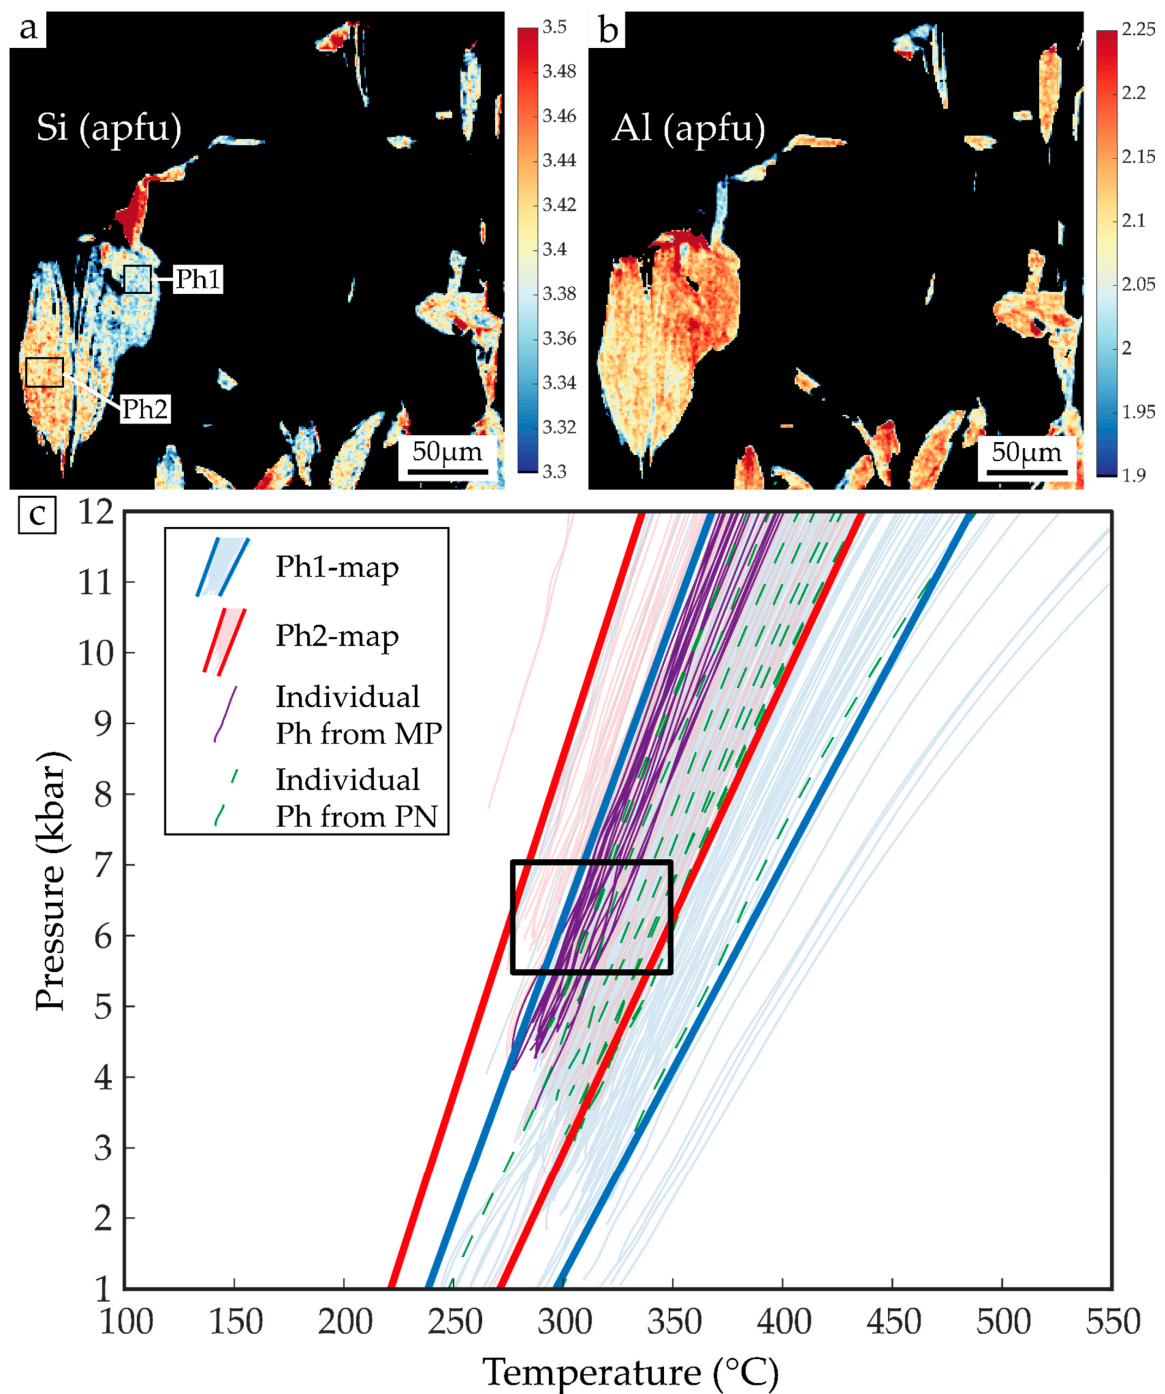 a
Si (apfu)
Ph1
Ph2
50μm
3.5
3.48
3.46
3.44
3.42
3.4
3.38
3.36
3.34
3.32
3.3
b
Al (apfu)
50μm
2.25
2.2
2.15
2.1
2.05
2
1.95
1.9
c
Ph1-map
Ph2-map
Individual
Ph from MP
Individual
Ph from PN
Pressure (kbar)
12
11
10
9
8
7
6
5
4
3
2
1
100
150
200
250
300
350
400
450
500
550
Temperature (°C)